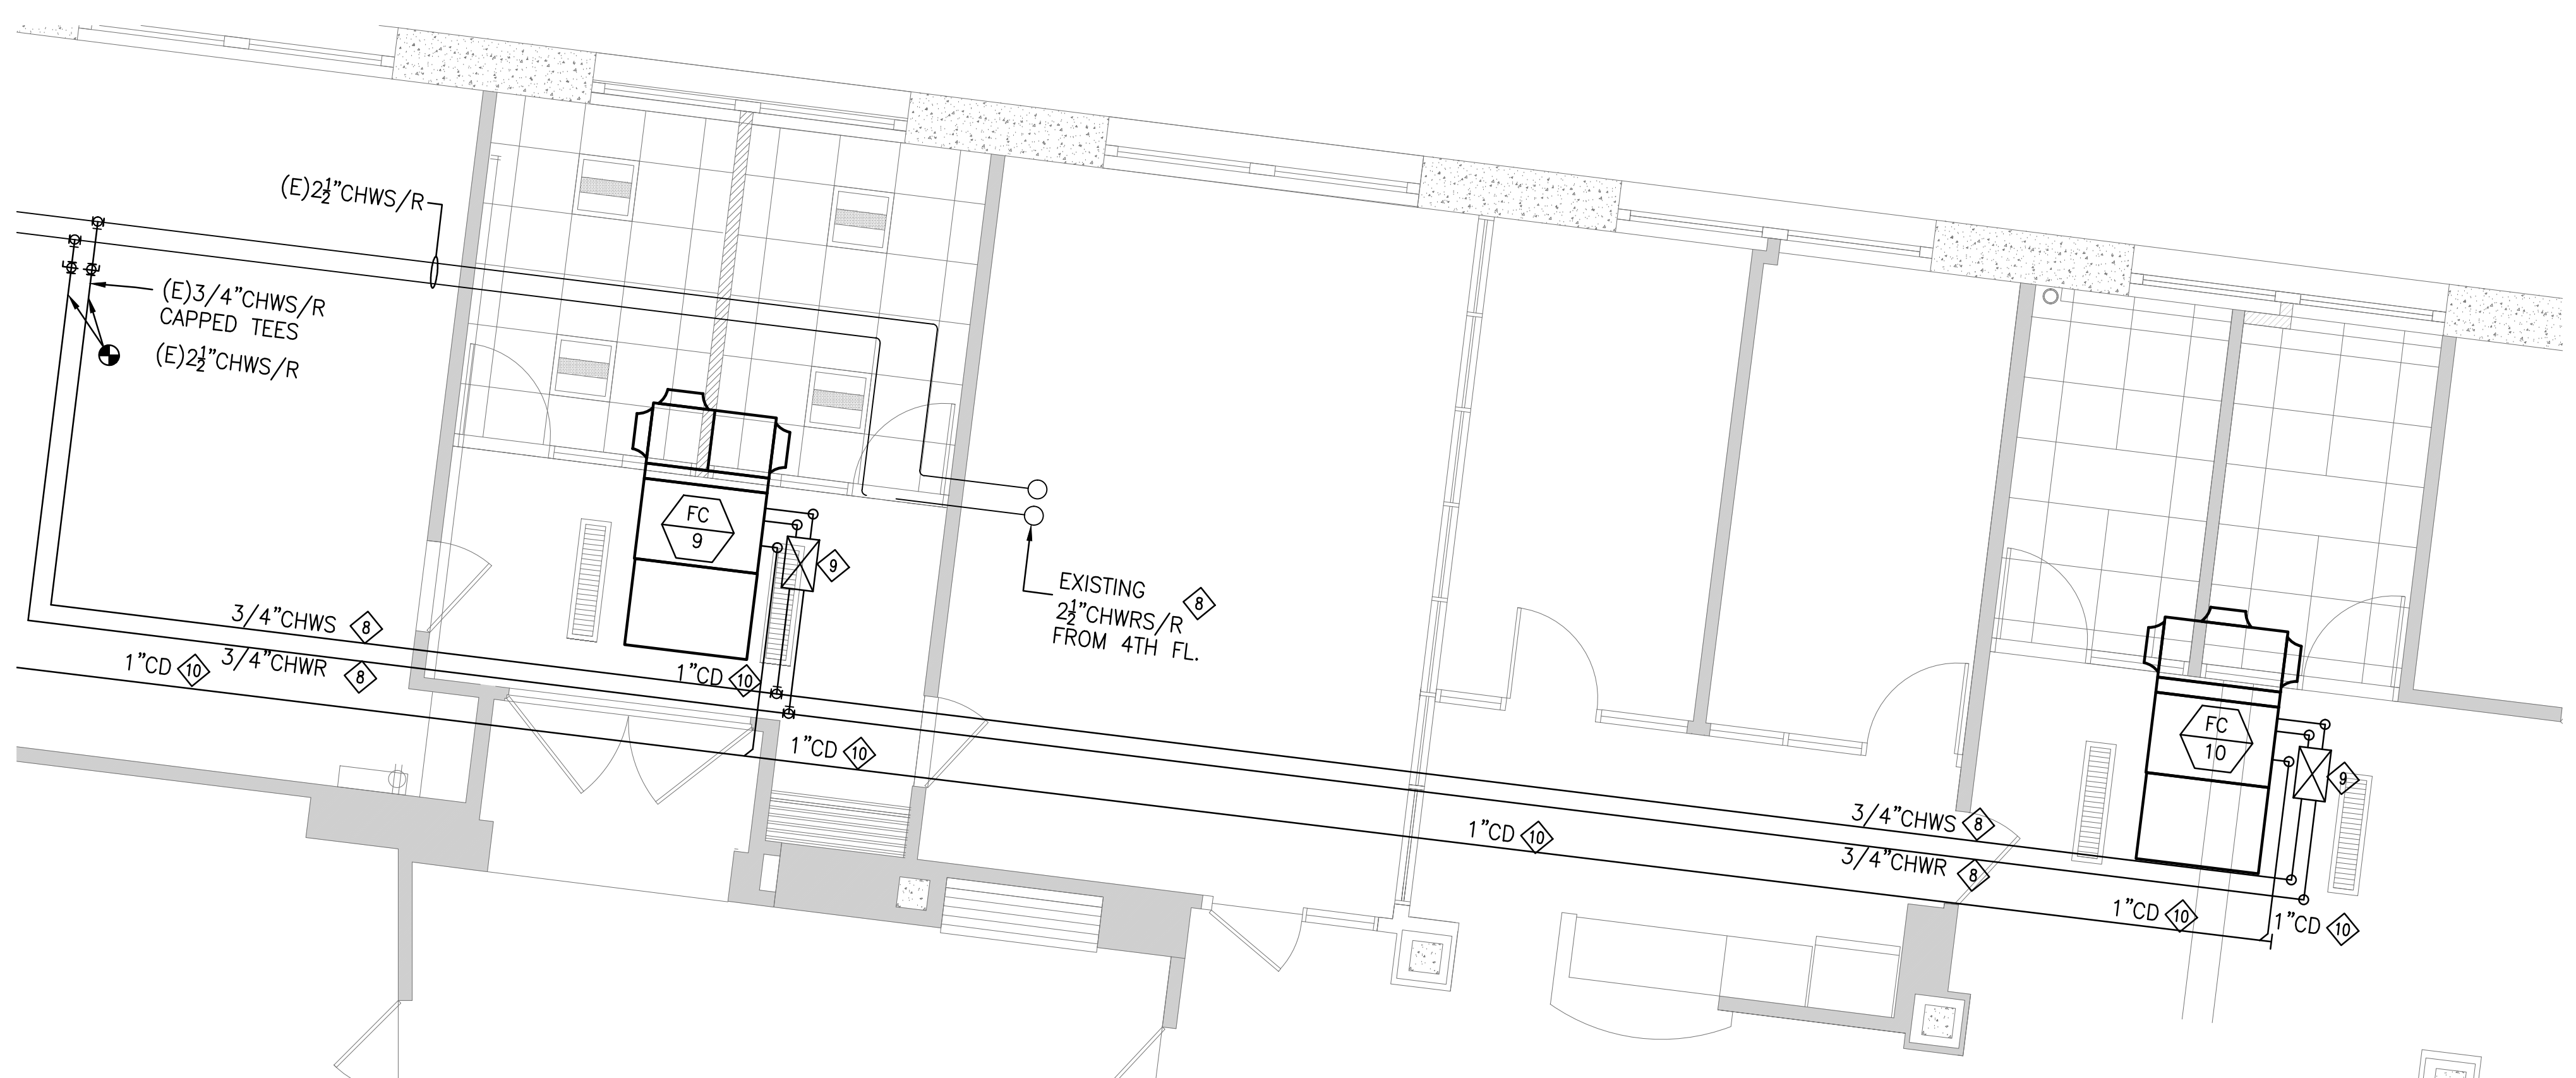 (E)2½"CHWS/R
(E)3/4"CHWS/R
CAPPED TEES
(E)2½"CHWS/R
FC
9
9
EXISTING
2½"CHWRS/R
FROM 4TH FL.
8
3/4"CHWS 8
3/4"CHWR 8
1"CD 10
1"CD 10
1"CD 10
FC
10
9
3/4"CHWS 8
3/4"CHWR 8
1"CD 10
1"CD 10
1"CD 10